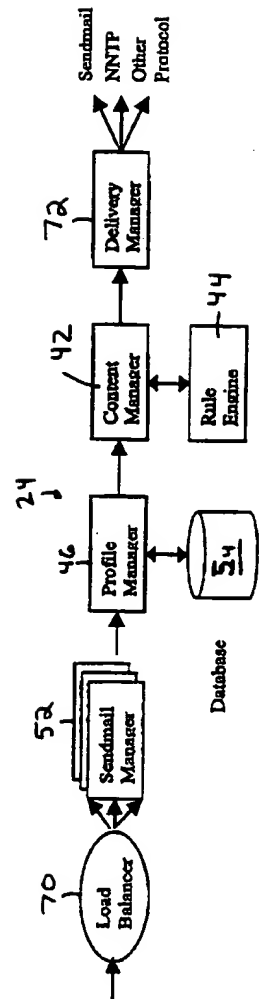 70
Load
Balancer
52
Sendmail
Manager
24
46
Profile
Manager
54
Database
42
Content
Manager
44
Rule
Engine
72
Delivery
Manager
Sendmail
NNTP
Other
Protocol